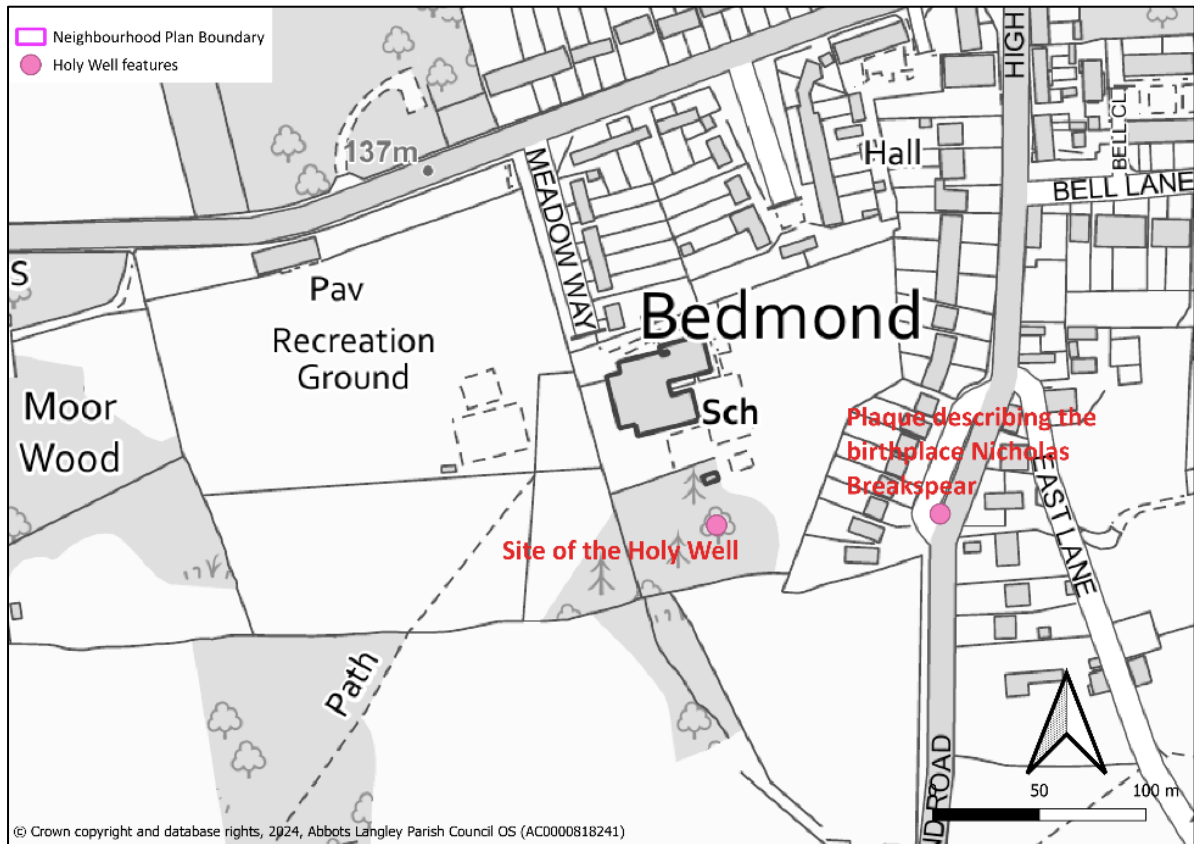 Neighbourhood Plan Boundary
Holy Well features
137m
MEADOW WAY
Hall
HIGH
BELL CL
BELL LANE
S
Pav
Recreation
Ground
Bedmond
Moor
Wood
Sch
Plaque describing the
birthplace Nicholas
Breakspear
EAST LANE
Site of the Holy Well
Path
ND ROAD
50
100 m
© Crown copyright and database rights, 2024, Abbots Langley Parish Council OS (AC0000818241)